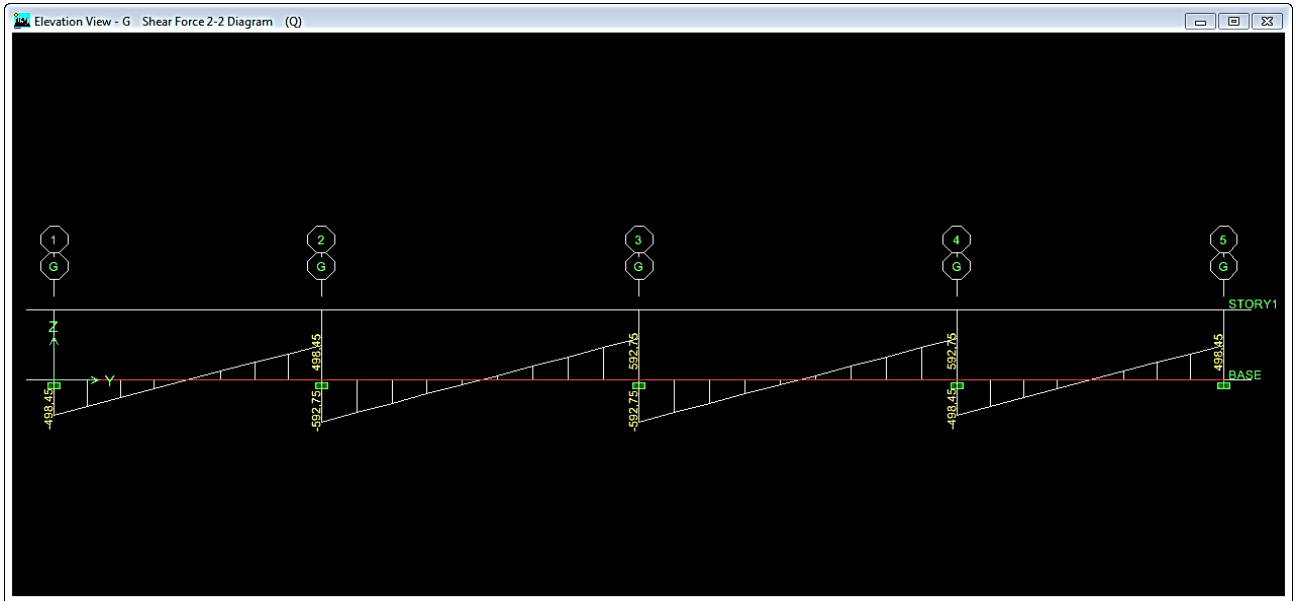 Elevation View - G Shear Force 2-2 Diagram (Q)
1 2 3 4 5
G G G G G
STORY1
Z
498.45 592.75 592.75 498.45
Y BASE
-498.45 -592.75 -592.75 -498.45